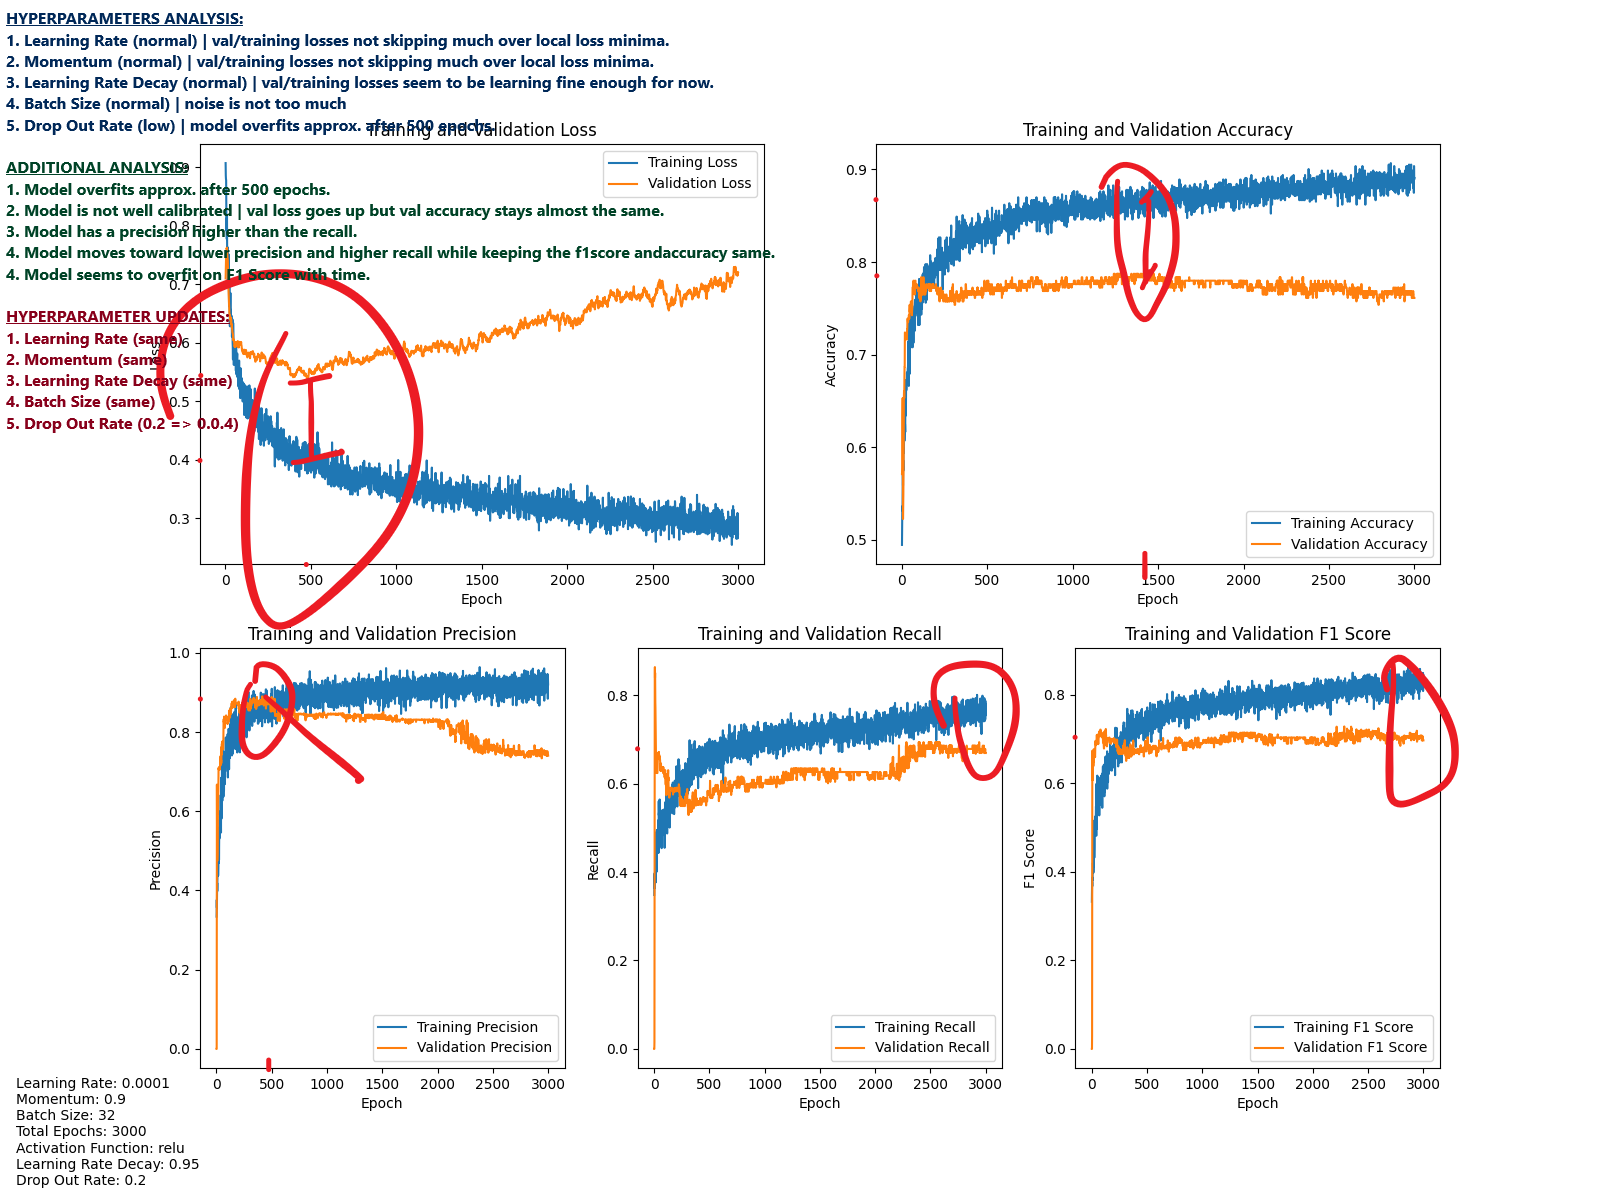 HYPERPARAMETERS ANALYSIS:
1. Learning Rate (normal) | val/training losses not skipping much over local loss minima.
2. Momentum (normal) | val/training losses not skipping much over local loss minima.
3. Learning Rate Decay (normal) | val/training losses seem to be learning fine enough for now.
4. Batch Size (normal) | noise is not too much
5. Drop Out Rate (low) | model overfits approx. after 500 epochs.
ADDITIONAL ANALYSIS:
1. Model overfits approx. after 500 epochs.
2. Model is not well calibrated | val loss goes up but val accuracy stays almost the same.
3. Model has a precision higher than the recall.
4. Model moves toward lower precision and higher recall while keeping the f1score andaccuracy same.
4. Model seems to overfit on F1 Score with time.
HYPERPARAMETER UPDATES:
1. Learning Rate (same)
2. Momentum (same)
3. Learning Rate Decay (same)
4. Batch Size (same)
5. Drop Out Rate (0.2 => 0.0.4)
Training and Validation Loss
Training Loss
Validation Loss
0.9
0.8
0.7
0.6
0.5
0.4
0.3
Loss
0 500 1000 1500 2000 2500 3000
Epoch
Training and Validation Accuracy
0.9
0.8
0.7
0.6
0.5
Accuracy
Training Accuracy
Validation Accuracy
0 500 1000 1500 2000 2500 3000
Epoch
Training and Validation Precision
1.0
0.8
0.6
0.4
0.2
0.0
Precision
Training Precision
Validation Precision
0 500 1000 1500 2000 2500 3000
Epoch
Training and Validation Recall
0.8
0.6
0.4
0.2
0.0
Recall
Training Recall
Validation Recall
0 500 1000 1500 2000 2500 3000
Epoch
Training and Validation F1 Score
0.8
0.6
0.4
0.2
0.0
F1 Score
Training F1 Score
Validation F1 Score
0 500 1000 1500 2000 2500 3000
Epoch
Learning Rate: 0.0001
Momentum: 0.9
Batch Size: 32
Total Epochs: 3000
Activation Function: relu
Learning Rate Decay: 0.95
Drop Out Rate: 0.2